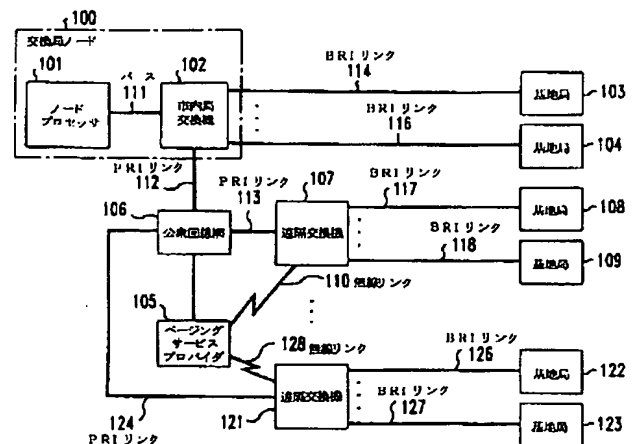 100
交換局ノード
101
ノード
プロセッサ
バス
111
102
市内局
交換機
BRIリンク
114
基地局
103
BRIリンク
116
基地局
104
PRIリンク
112
106
公衆回線網
PRIリンク
113
107
遠隔交換機
BRIリンク
117
基地局
108
BRIリンク
118
基地局
109
110 無線リンク
105
ページング
サービス
プロバイダ
128 無線リンク
124
PRIリンク
121
遠隔交換機
BRIリンク
126
基地局
122
BRIリンク
127
基地局
123